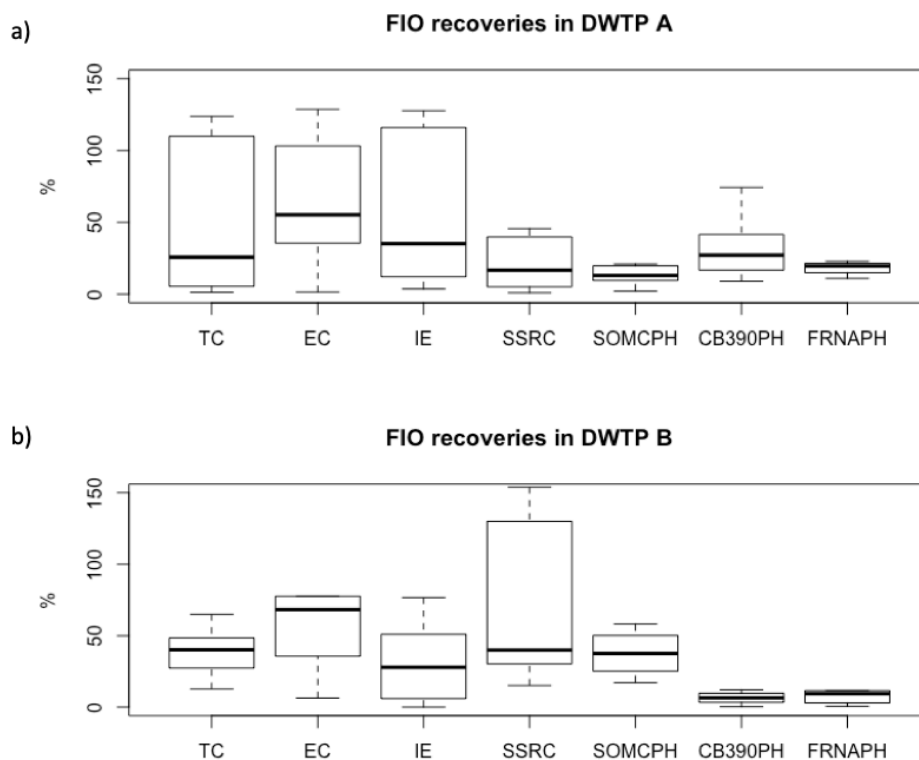 a)
FIO recoveries in DWTP A
150
100
50
0
%
TC EC IE SSRC SOMCPH CB390PH FRNAPH
b)
FIO recoveries in DWTP B
150
100
50
0
%
TC EC IE SSRC SOMCPH CB390PH FRNAPH